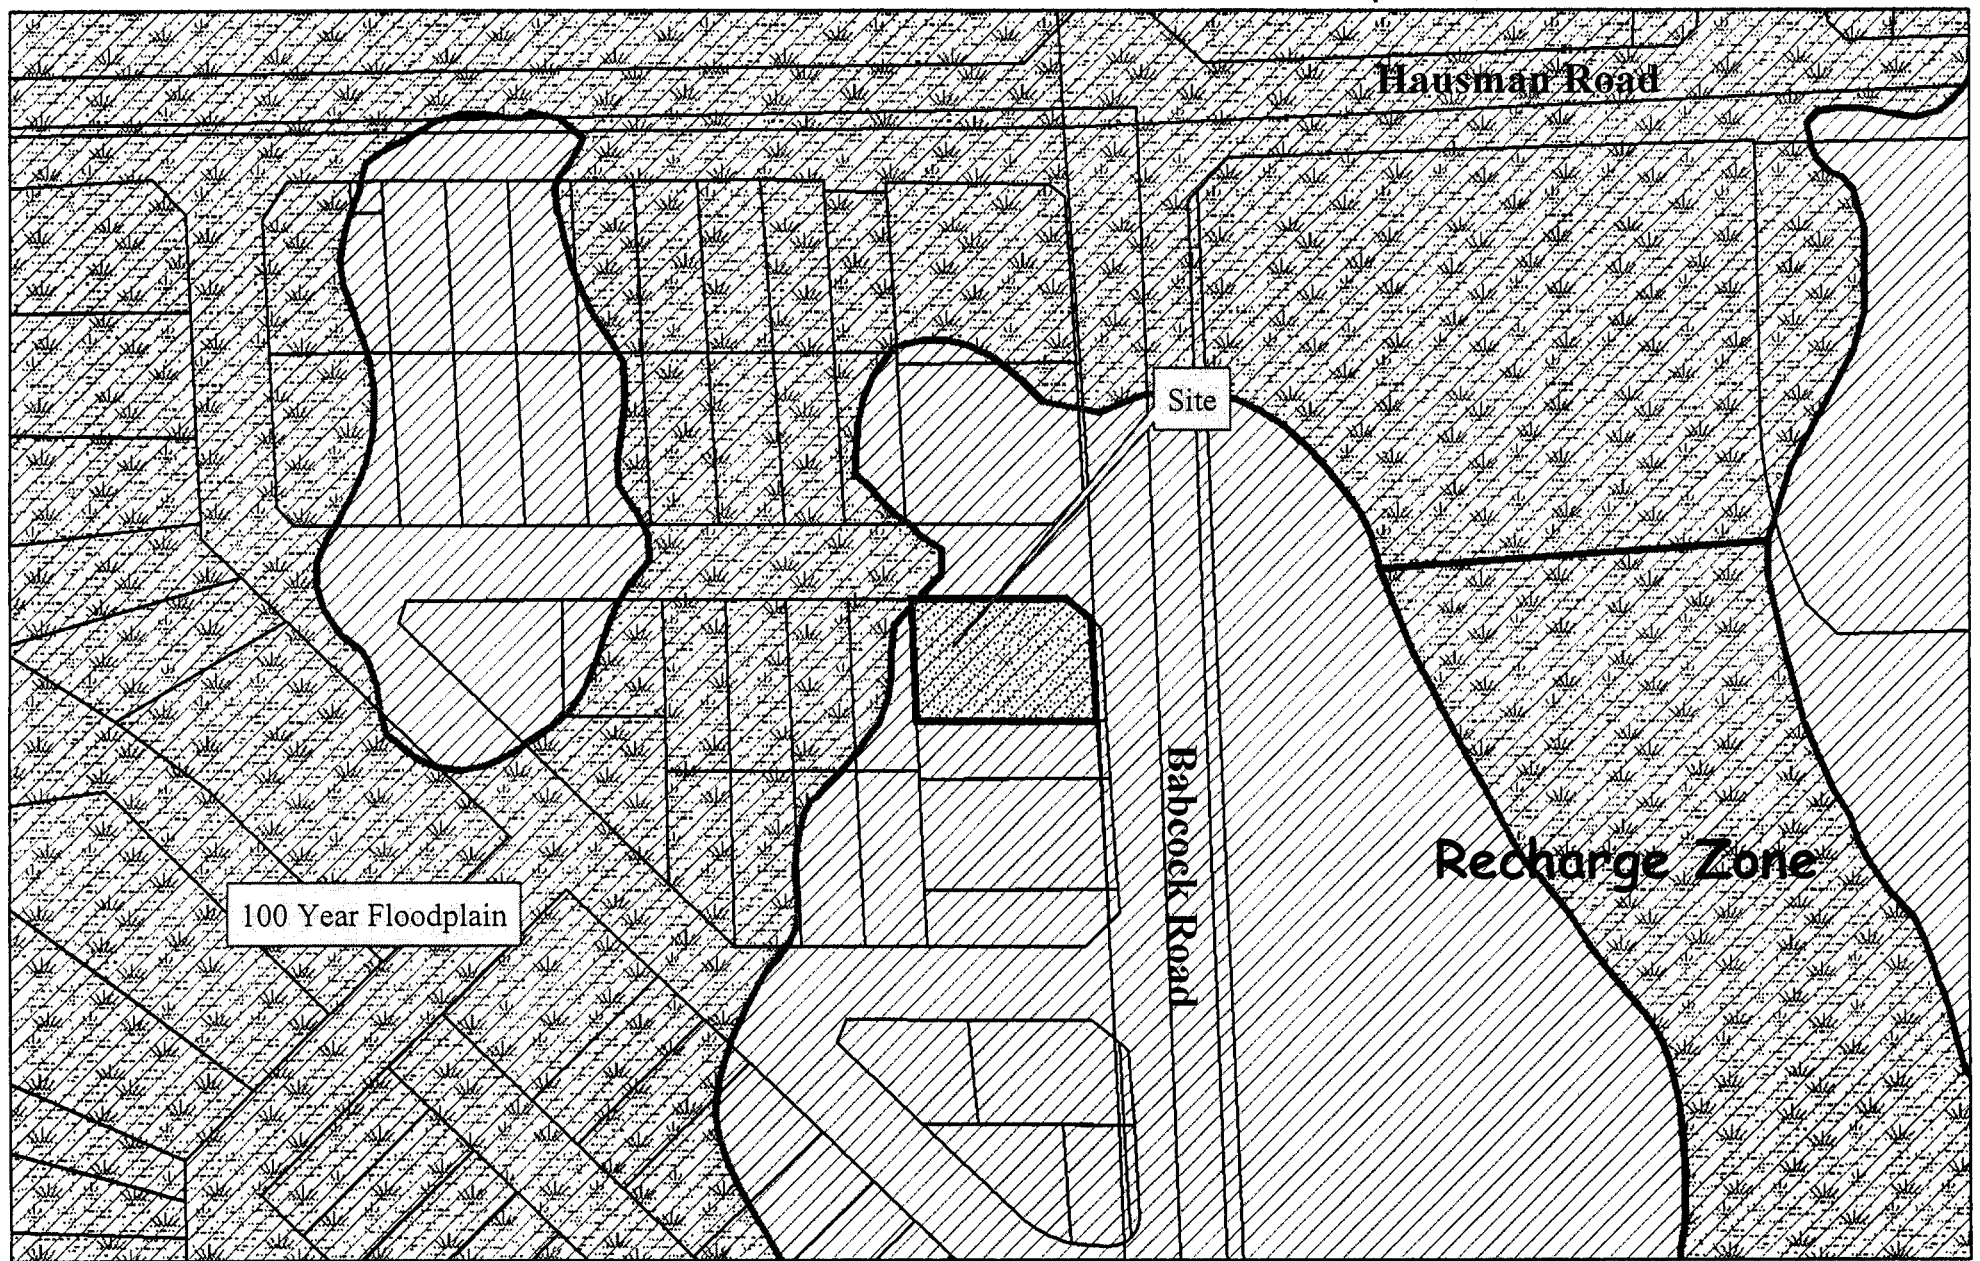 Hausman Road
Site
Babcock Road
Recharge Zone
100 Year Floodplain